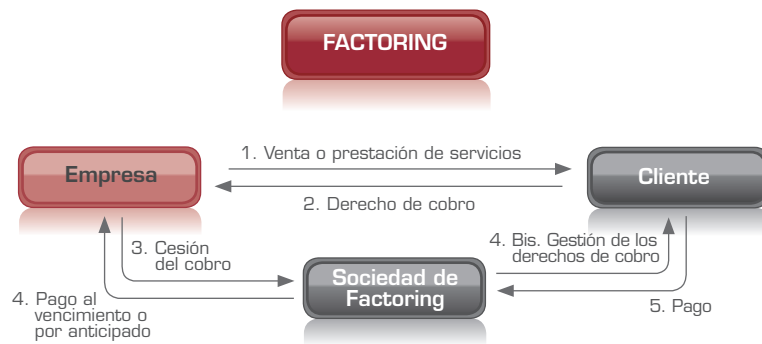 FACTORING
1. Venta o prestación de servicios
Empresa
Cliente
2. Derecho de cobro
3. Cesión
del cobro
4. Bis. Gestión de los
derechos de cobro
Sociedad de
Factoring
4. Pago al
vencimiento o
por anticipado
5. Pago